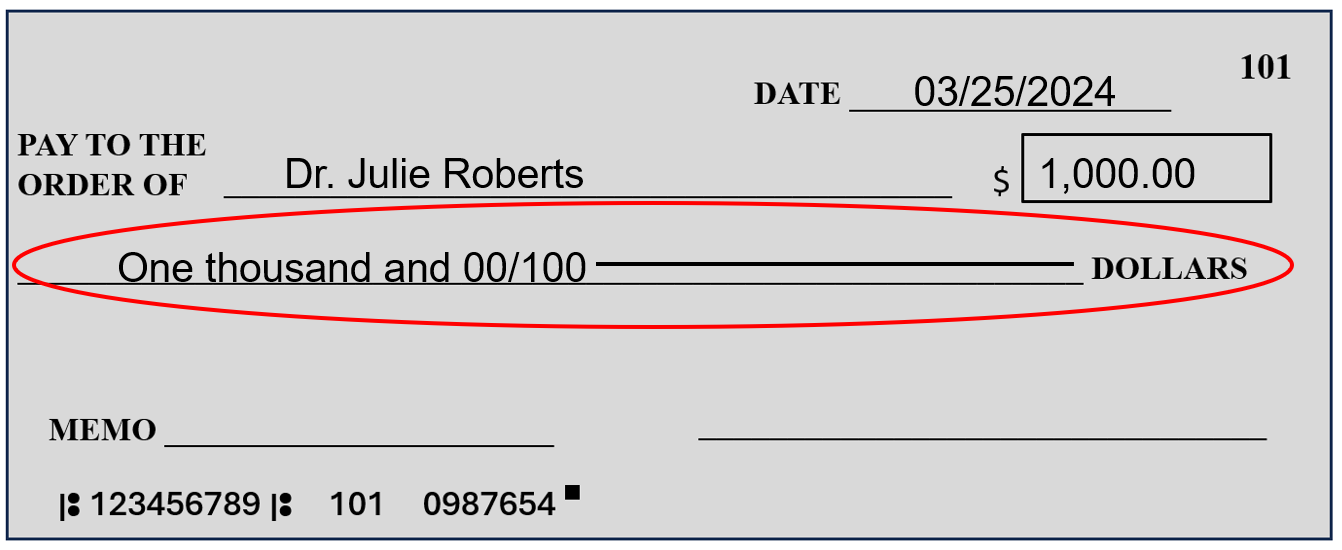 101
DATE 03/25/2024
PAY TO THE
ORDER OF Dr. Julie Roberts $ 1,000.00
One thousand and 00/100 DOLLARS
MEMO
⑆123456789⑆ 101 0987654